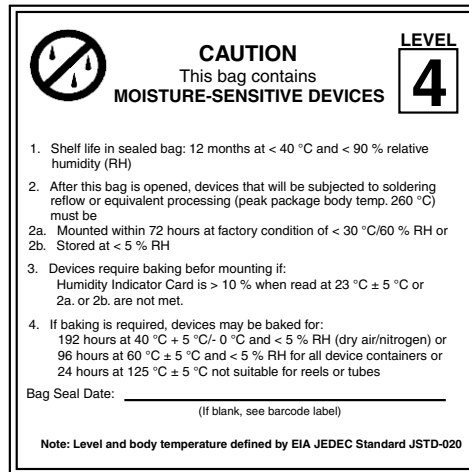 LEVEL
CAUTION
This bag contains
MOISTURE-SENSITIVE DEVICES
4
1. Shelf life in sealed bag: 12 months at < 40 °C and < 90 % relative
humidity (RH)
2. After this bag is opened, devices that will be subjected to soldering
reflow or equivalent processing (peak package body temp. 260 °C)
must be
2a. Mounted within 72 hours at factory condition of < 30 °C/60 % RH or
2b. Stored at < 5 % RH
3. Devices require baking befor mounting if:
Humidity Indicator Card is > 10 % when read at 23 °C ± 5 °C or
2a. or 2b. are not met.
4. If baking is required, devices may be baked for:
192 hours at 40 °C + 5 °C/- 0 °C and < 5 % RH (dry air/nitrogen) or
96 hours at 60 °C ± 5 °C and < 5 % RH for all device containers or
24 hours at 125 °C ± 5 °C not suitable for reels or tubes
Bag Seal Date:
(If blank, see barcode label)
Note: Level and body temperature defined by EIA JEDEC Standard JSTD-020